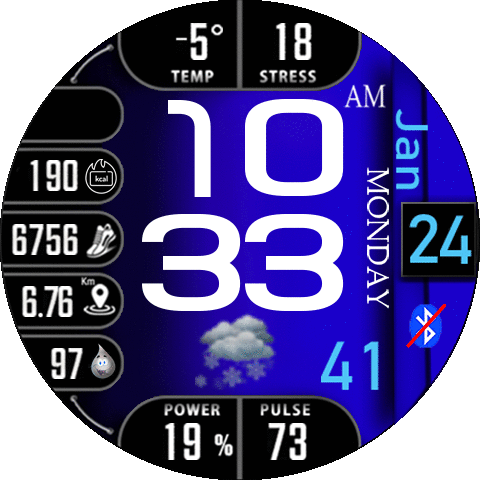 -5° 18
TEMP STRESS
AM
10
Jan
190 kcal
MONDAY
6756
24
33
Km
6.76
97
41
POWER PULSE
19 % 73